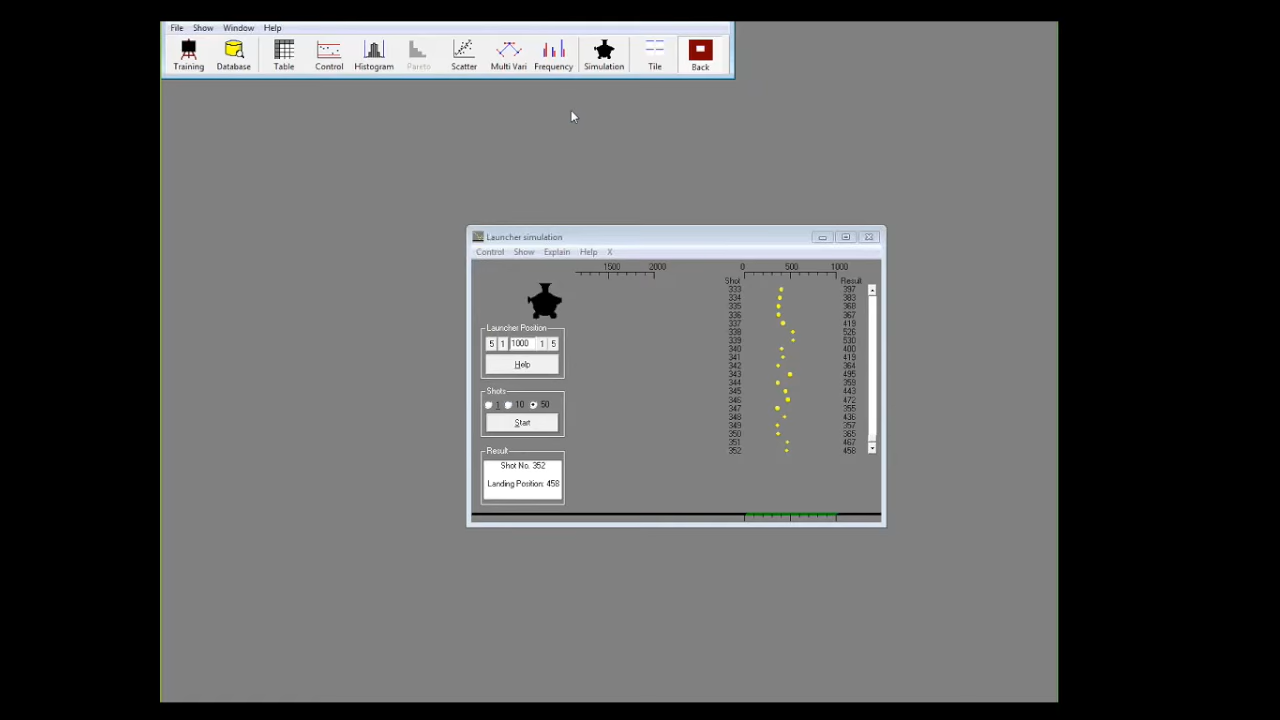 File Show Window Help
Training Database Table Control Histogram Pareto Scatter Multi Vari Frequency Simulation Tile Back
Launcher simulation
Control Show Explain Help X
1500 2000 0 500 1000
Shot Result
333 397
334 383
335 368
336 367
337 419
338 526
339 530
340 400
341 419
342 364
343 495
344 359
345 443
346 472
347 355
348 436
349 357
350 365
351 467
352 458
Launcher Position
5 1 1000 1 5
Help
Shots
1 10 50
Start
Result
Shot No. 352
Landing Position: 458